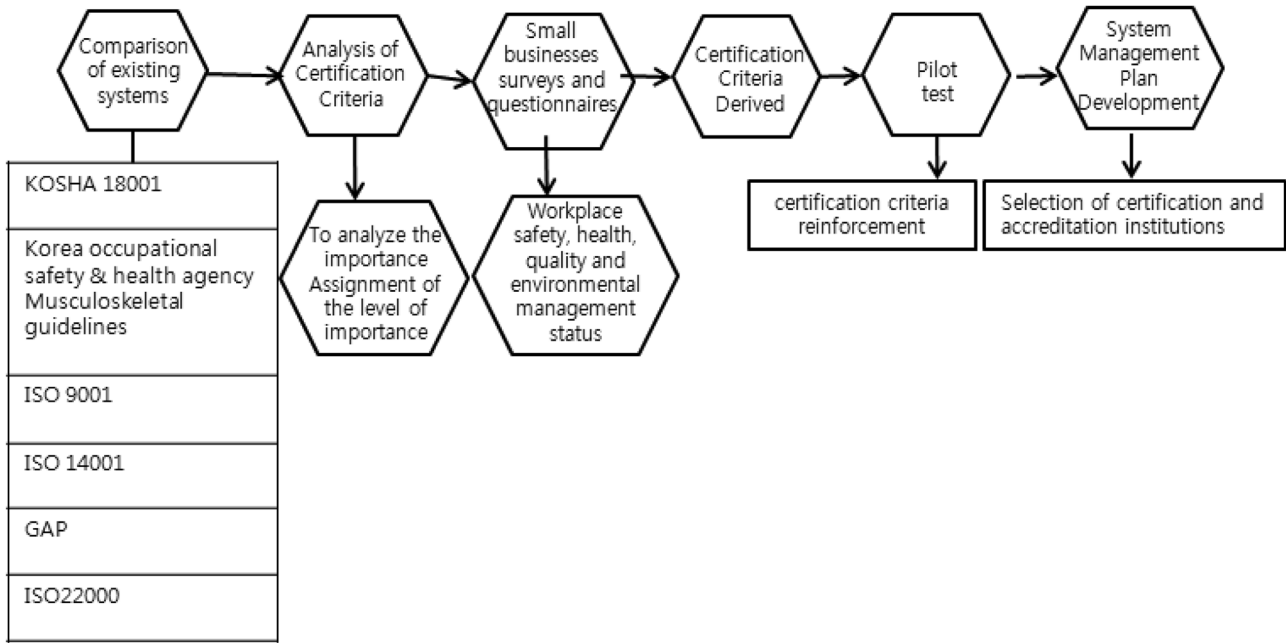 Comparison
of existing
systems
Analysis of
Certification
Criteria
Small
businesses
surveys and
questionnaires
Certification
Criteria
Derived
Pilot
test
System
Management
Plan
Development
KOSHA 18001
Korea occupational
safety & health agency
Musculoskeletal
guidelines
ISO 9001
ISO 14001
GAP
ISO22000
To analyze the
importance
Assignment of
the level of
importance
Workplace
safety, health,
quality and
environmental
management
status
certification criteria
reinforcement
Selection of certification and
accreditation institutions